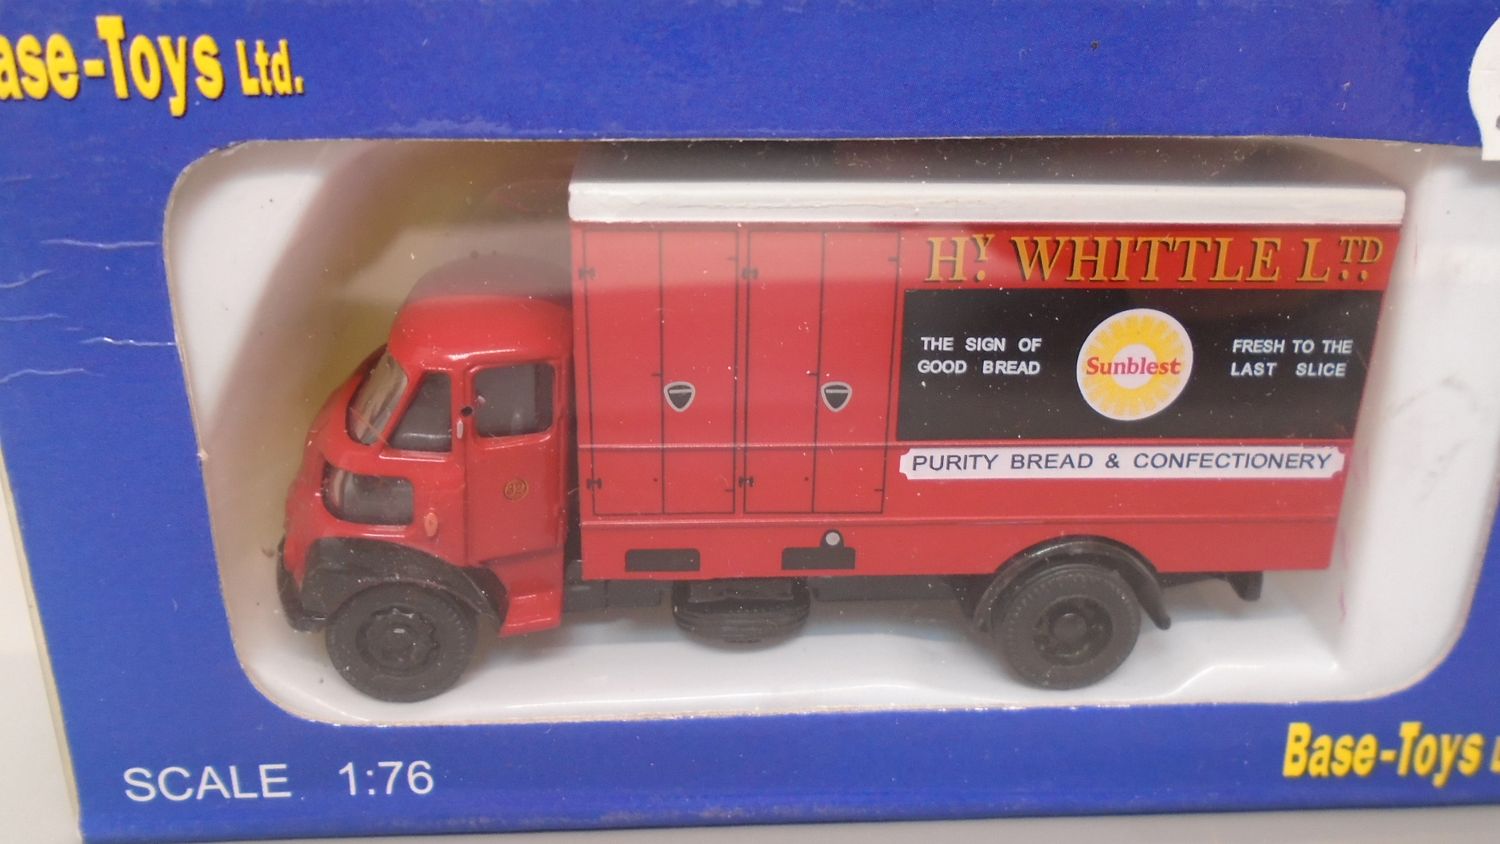 ase-Toys Ltd.
HY. WHITTLE LTD.
THE SIGN OF
GOOD BREAD
Sunblest
FRESH TO THE
LAST SLICE
PURITY BREAD & CONFECTIONERY
SCALE 1:76
Base-Toys